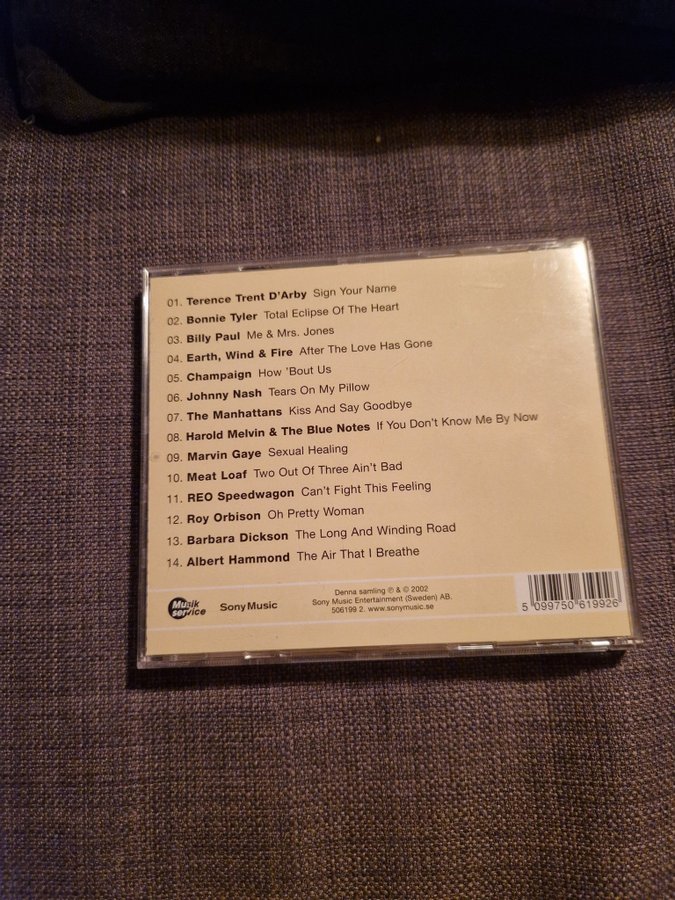 01. Terence Trent D'Arby Sign Your Name
02. Bonnie Tyler Total Eclipse Of The Heart
03. Billy Paul Me & Mrs. Jones
04. Earth, Wind & Fire After The Love Has Gone
05. Champaign How 'Bout Us
06. Johnny Nash Tears On My Pillow
07. The Manhattans Kiss And Say Goodbye
08. Harold Melvin & The Blue Notes If You Don't Know Me By Now
09. Marvin Gaye Sexual Healing
10. Meat Loaf Two Out Of Three Ain't Bad
11. REO Speedwagon Can't Fight This Feeling
12. Roy Orbison Oh Pretty Woman
13. Barbara Dickson The Long And Winding Road
14. Albert Hammond The Air That I Breathe
Musik
service
Sony Music
Denna samling ℗ & © 2002
Sony Music Entertainment (Sweden) AB.
506199 2. www.sonymusic.se
5 099750 619926